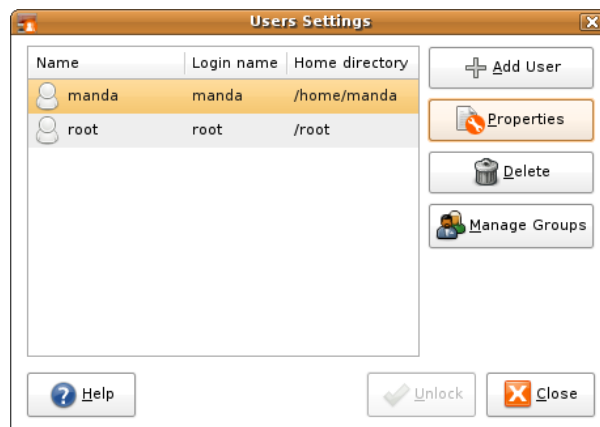 Users Settings
Name Login name Home directory
manda manda /home/manda
root root /root
Add User
Properties
Delete
Manage Groups
Help
Unlock
Close